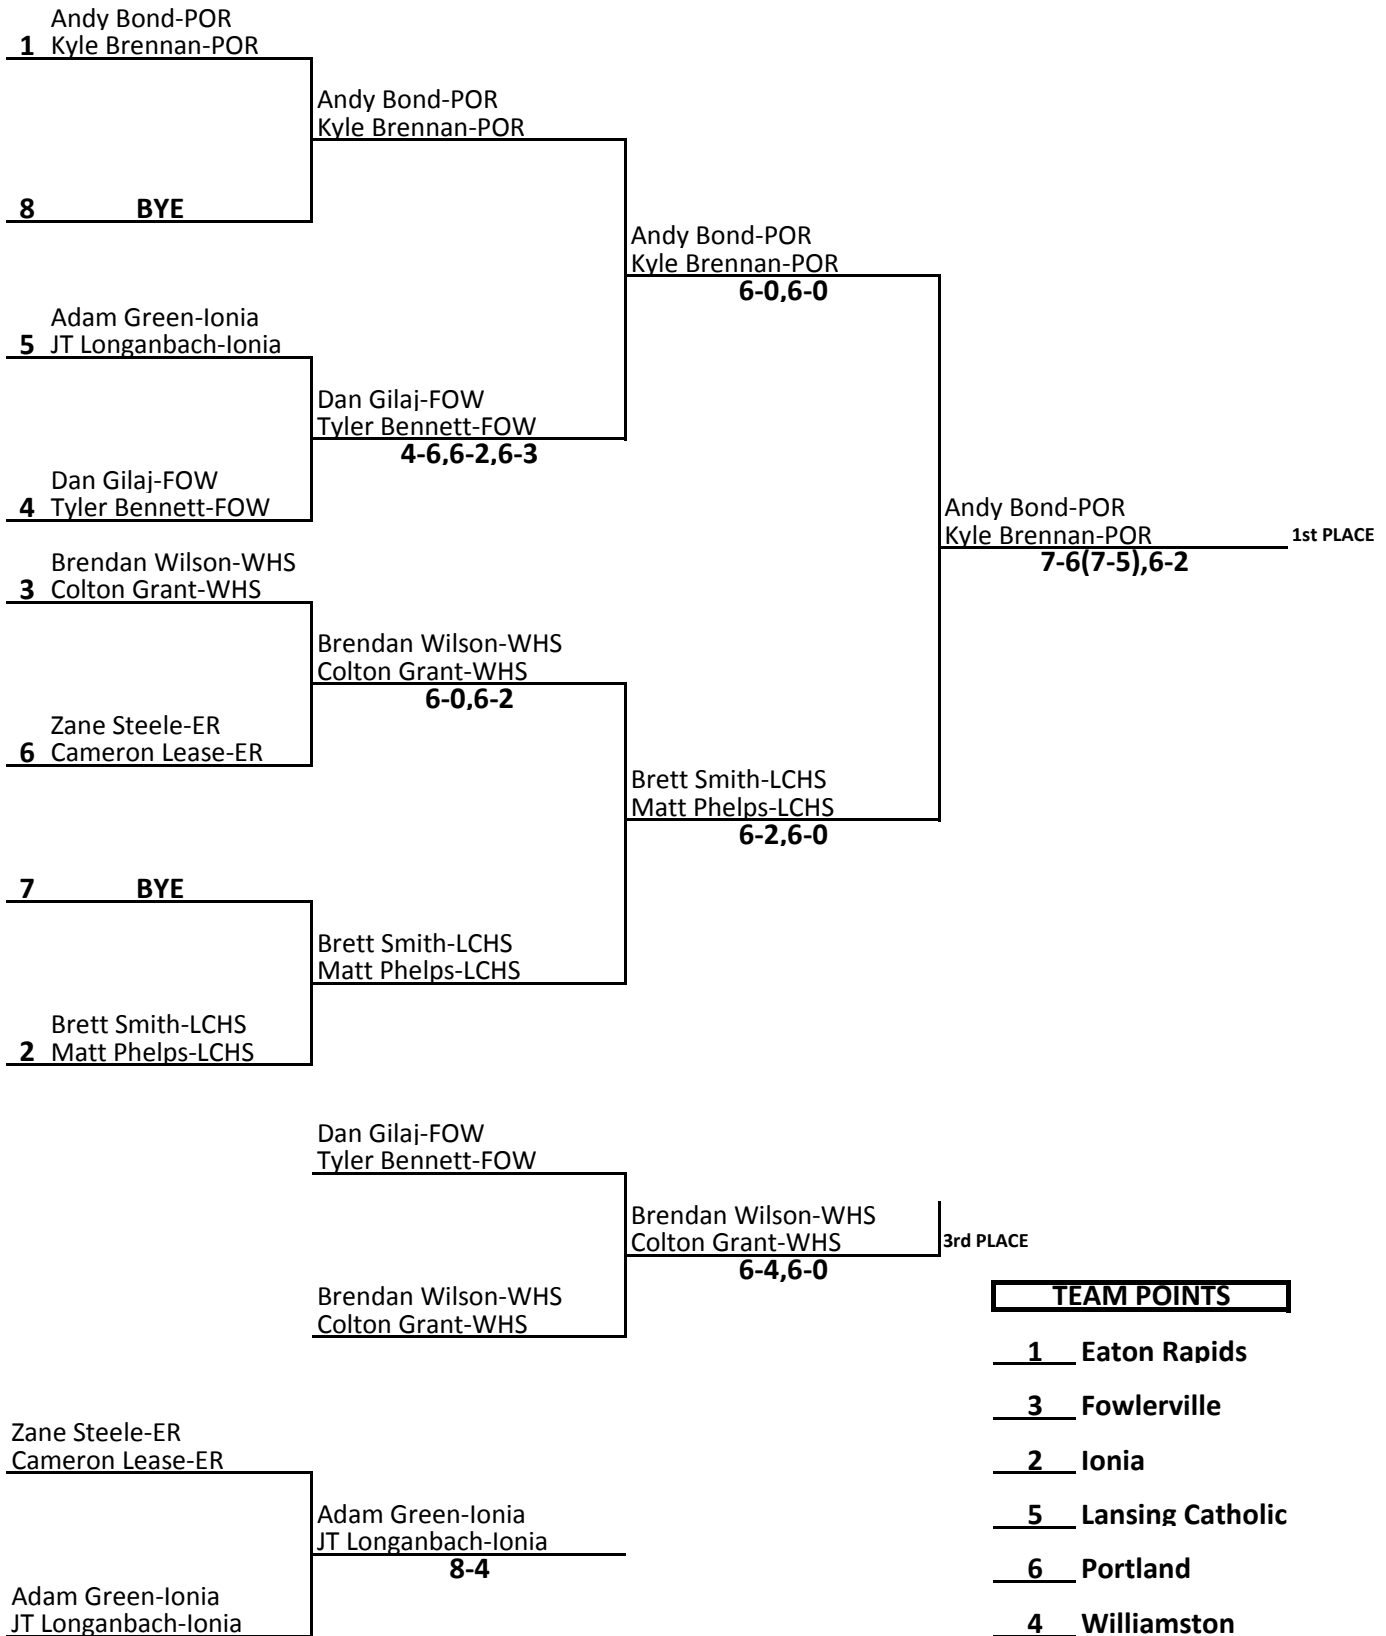 Andy Bond-POR
1 Kyle Brennan-POR
Andy Bond-POR
Kyle Brennan-POR
8 BYE
Andy Bond-POR
Kyle Brennan-POR
6-0,6-0
Adam Green-Ionia
5 JT Longanbach-Ionia
Dan Gilaj-FOW
Tyler Bennett-FOW
4-6,6-2,6-3
Dan Gilaj-FOW
4 Tyler Bennett-FOW
Andy Bond-POR
Kyle Brennan-POR 1st PLACE
7-6(7-5),6-2
Brendan Wilson-WHS
3 Colton Grant-WHS
Brendan Wilson-WHS
Colton Grant-WHS
6-0,6-2
Zane Steele-ER
6 Cameron Lease-ER
Brett Smith-LCHS
Matt Phelps-LCHS
6-2,6-0
7 BYE
Brett Smith-LCHS
Matt Phelps-LCHS
Brett Smith-LCHS
2 Matt Phelps-LCHS
Dan Gilaj-FOW
Tyler Bennett-FOW
Brendan Wilson-WHS
Colton Grant-WHS 3rd PLACE
6-4,6-0
Brendan Wilson-WHS
Colton Grant-WHS
TEAM POINTS
1 Eaton Rapids
3 Fowlerville
2 Ionia
5 Lansing Catholic
6 Portland
4 Williamston
Zane Steele-ER
Cameron Lease-ER
Adam Green-Ionia
JT Longanbach-Ionia
8-4
Adam Green-Ionia
JT Longanbach-Ionia